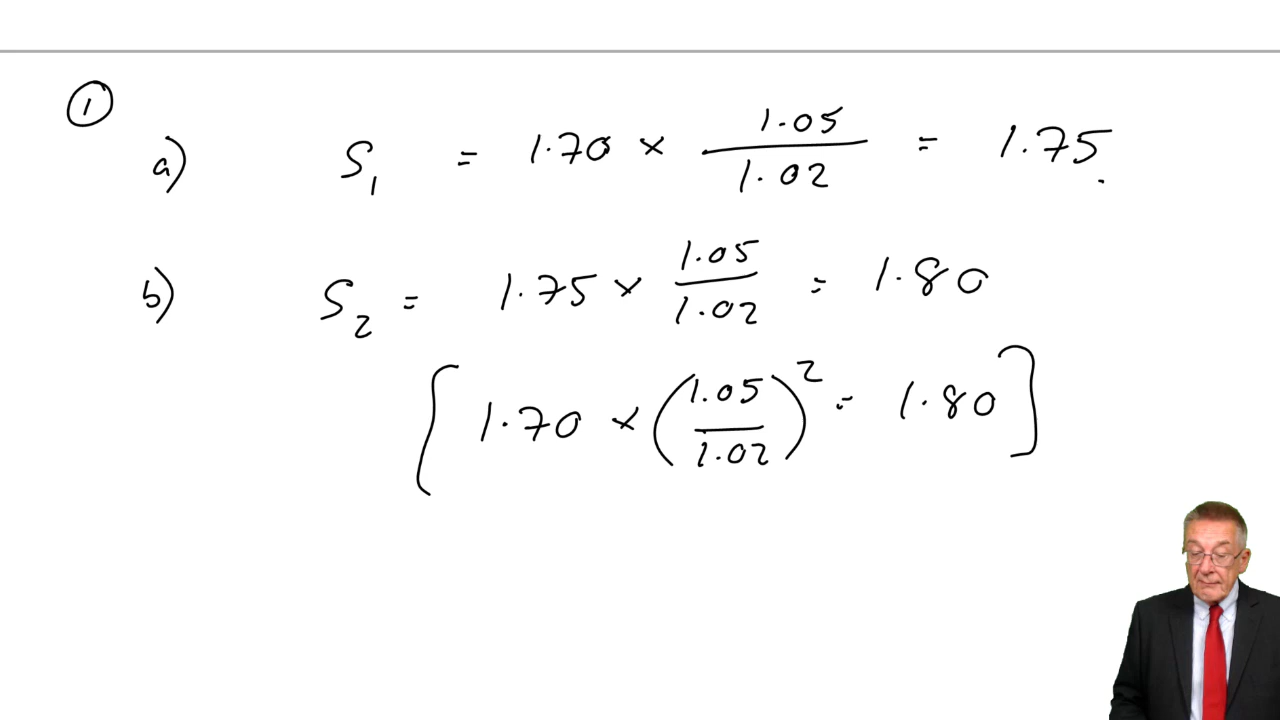 ①
a) S₁ = 1.70 × 1.05/1.02 = 1.75.
b) S₂ = 1.75 × 1.05/1.02 = 1.80
[1.70 × (1.05/1.02)² = 1.80]